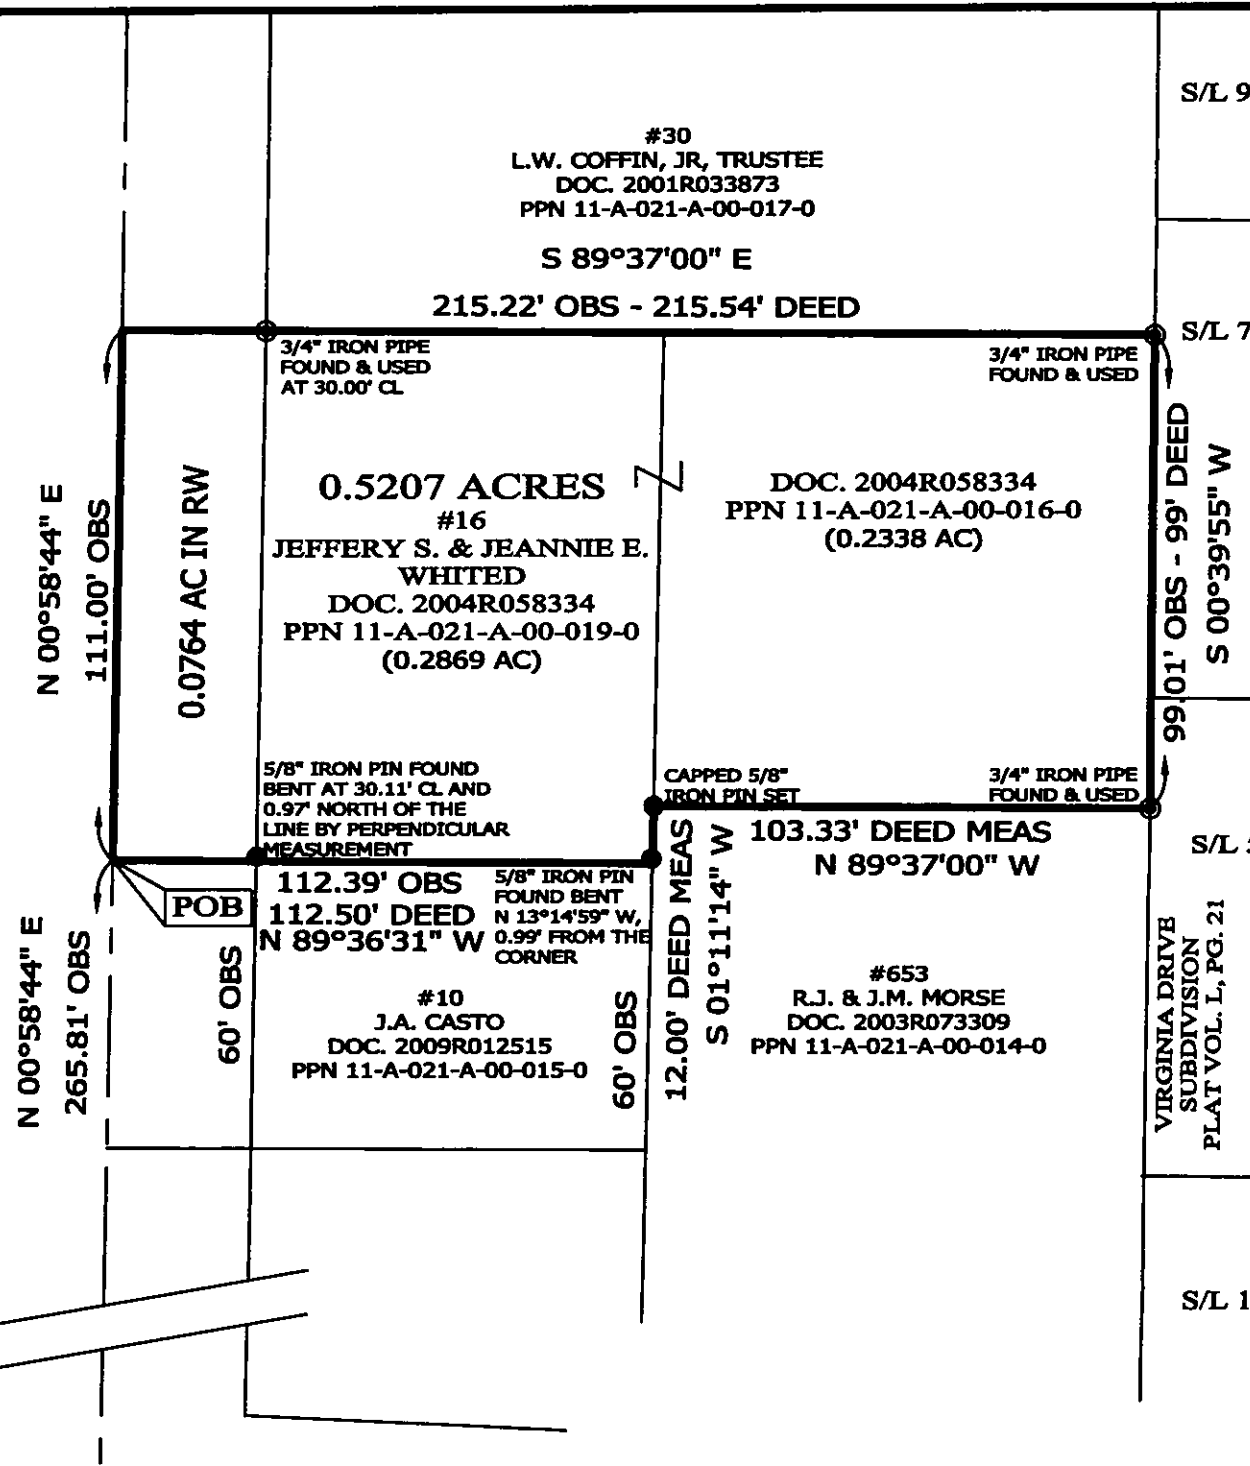 S/L 9
#30
L.W. COFFIN, JR, TRUSTEE
DOC. 2001R033873
PPN 11-A-021-A-00-017-0
S 89°37'00" E
215.22' OBS - 215.54' DEED
S/L 7
3/4" IRON PIPE
FOUND & USED
AT 30.00' CL
3/4" IRON PIPE
FOUND & USED
N 00°58'44" E
111.00' OBS
0.0764 AC IN RW
0.5207 ACRES
#16
JEFFERY S. & JEANNIE E.
WHITED
DOC. 2004R058334
PPN 11-A-021-A-00-019-0
(0.2869 AC)
DOC. 2004R058334
PPN 11-A-021-A-00-016-0
(0.2338 AC)
99.01' OBS - 99' DEED
S 00°39'55" W
5/8" IRON PIN FOUND
BENT AT 30.11' CL AND
0.97' NORTH OF THE
LINE BY PERPENDICULAR
MEASUREMENT
CAPPED 5/8"
IRON PIN SET
3/4" IRON PIPE
FOUND & USED
103.33' DEED MEAS
N 89°37'00" W
S/L
POB
112.39' OBS
112.50' DEED
N 89°36'31" W
5/8" IRON PIN
FOUND BENT
N 13°14'59" W,
0.99' FROM THE
CORNER
12.00' DEED MEAS
S 01°11'14" W
N 00°58'44" E
265.81' OBS
60' OBS
#10
J.A. CASTO
DOC. 2009R012515
PPN 11-A-021-A-00-015-0
60' OBS
#653
R.J. & J.M. MORSE
DOC. 2003R073309
PPN 11-A-021-A-00-014-0
VIRGINIA DRIVE
SUBDIVISION
PLAT VOL. L, PG. 21
S/L 1